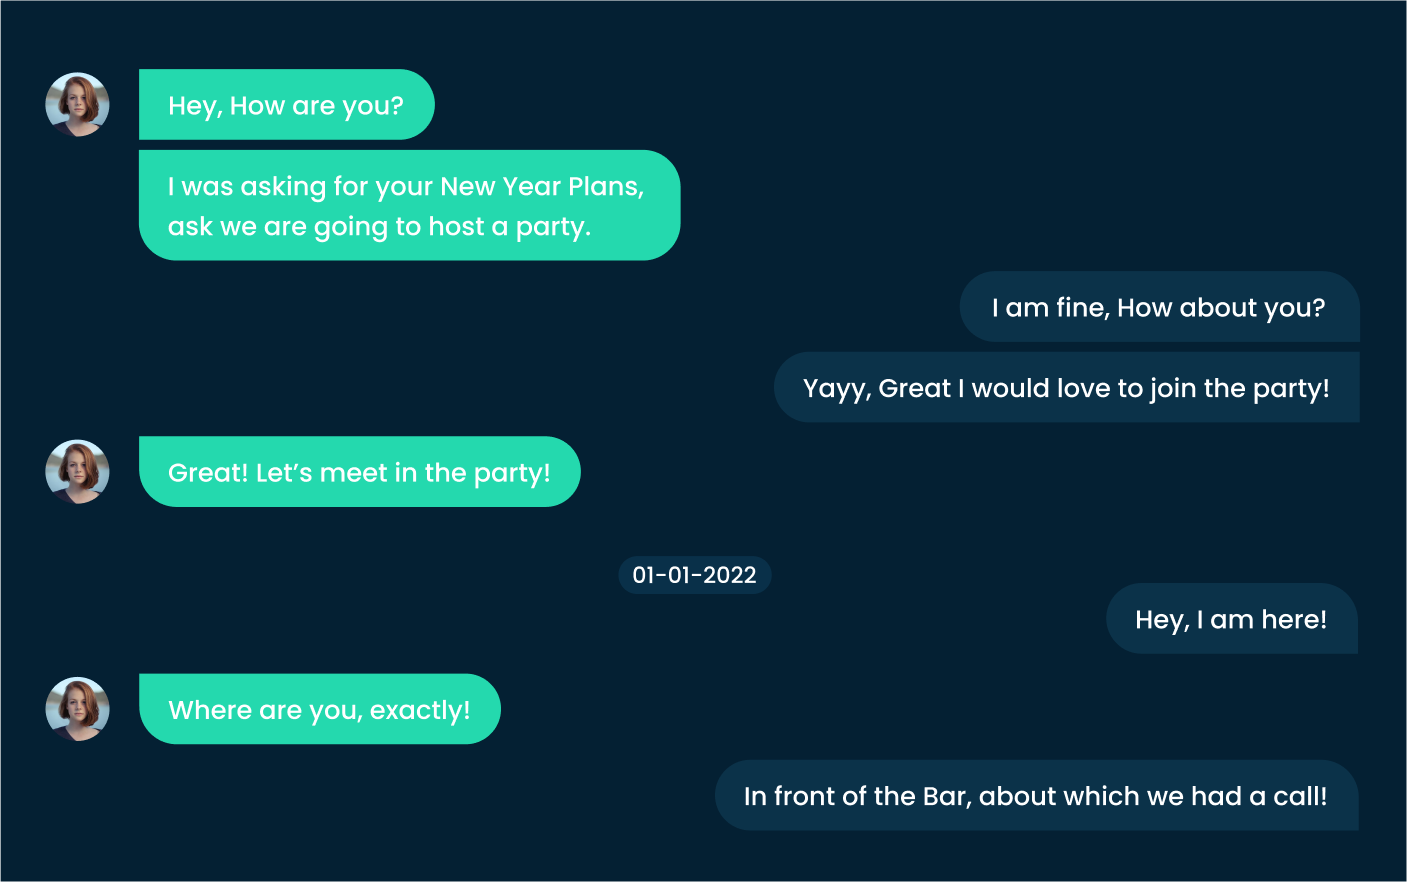 Hey, How are you?
I was asking for your New Year Plans,
ask we are going to host a party.
I am fine, How about you?
Yayy, Great I would love to join the party!
Great! Let’s meet in the party!
01-01-2022
Hey, I am here!
Where are you, exactly!
In front of the Bar, about which we had a call!